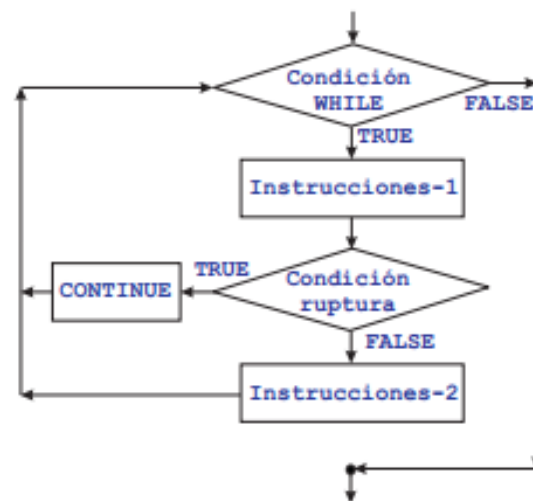 Condición
WHILE
FALSE
TRUE
Instrucciones-1
TRUE
CONTINUE
Condición
ruptura
FALSE
Instrucciones-2